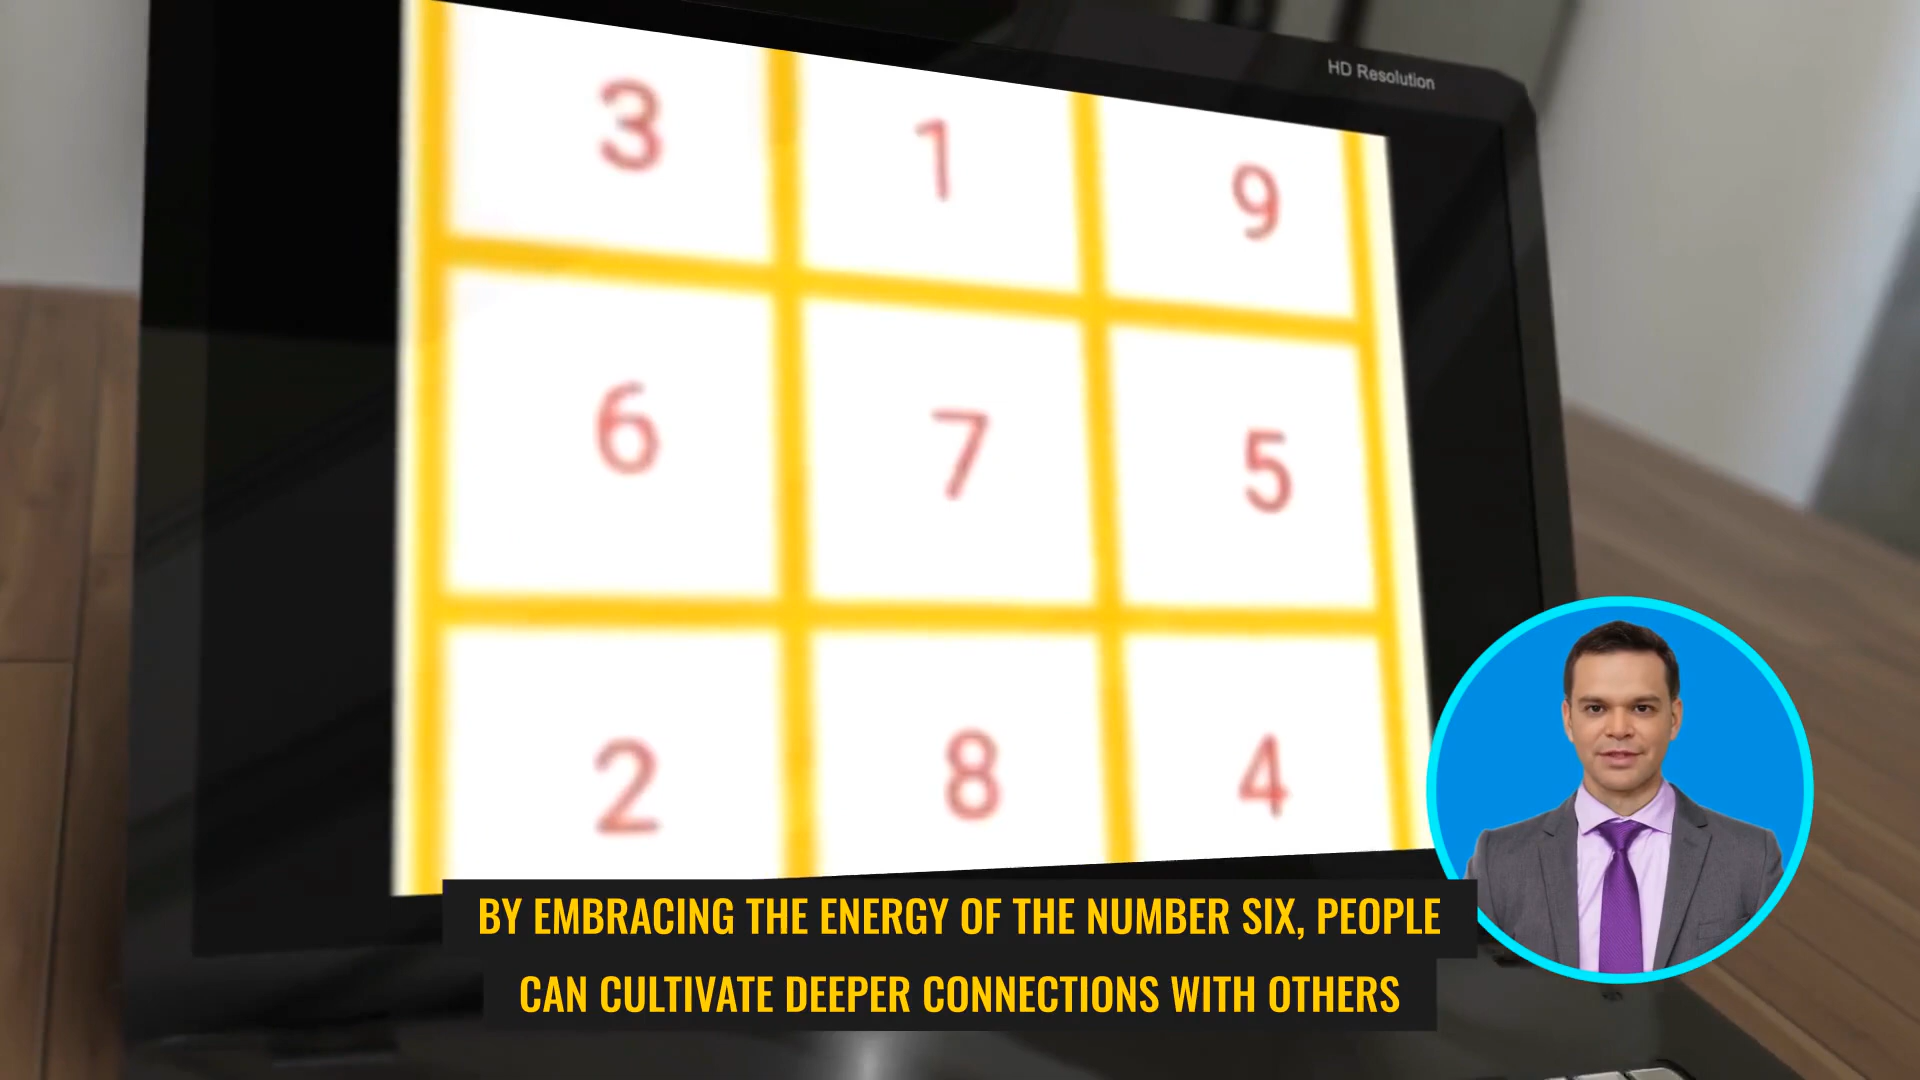 HD Resolution
3 1 9
6 7 5
2 8 4
BY EMBRACING THE ENERGY OF THE NUMBER SIX, PEOPLE
CAN CULTIVATE DEEPER CONNECTIONS WITH OTHERS